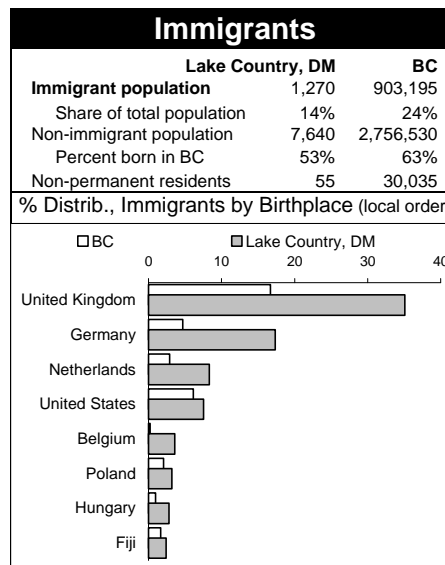 Immigrants
Lake Country, DM BC
Immigrant population 1,270 903,195
Share of total population 14% 24%
Non-immigrant population 7,640 2,756,530
Percent born in BC 53% 63%
Non-permanent residents 55 30,035
% Distrib., Immigrants by Birthplace (local order
BC Lake Country, DM
0 10 20 30 40
United Kingdom
Germany
Netherlands
United States
Belgium
Poland
Hungary
Fiji